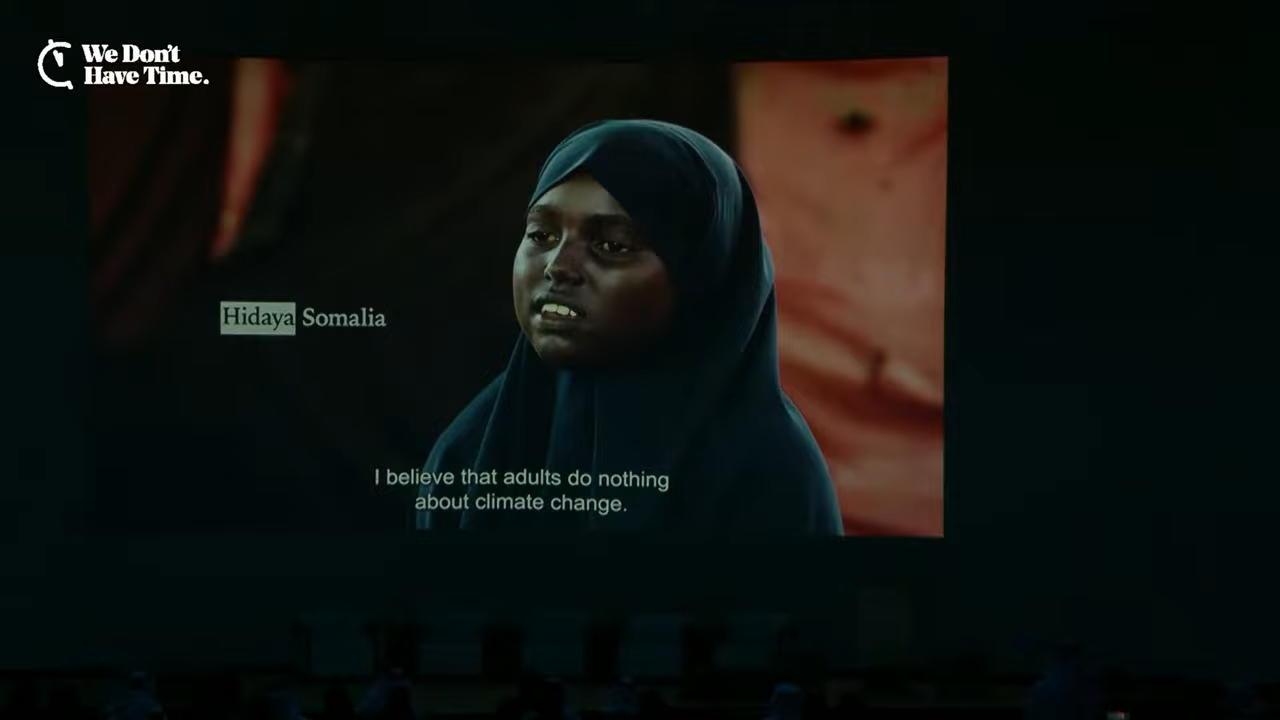 We Don't
Have Time.
Hidaya Somalia
I believe that adults do nothing
about climate change.